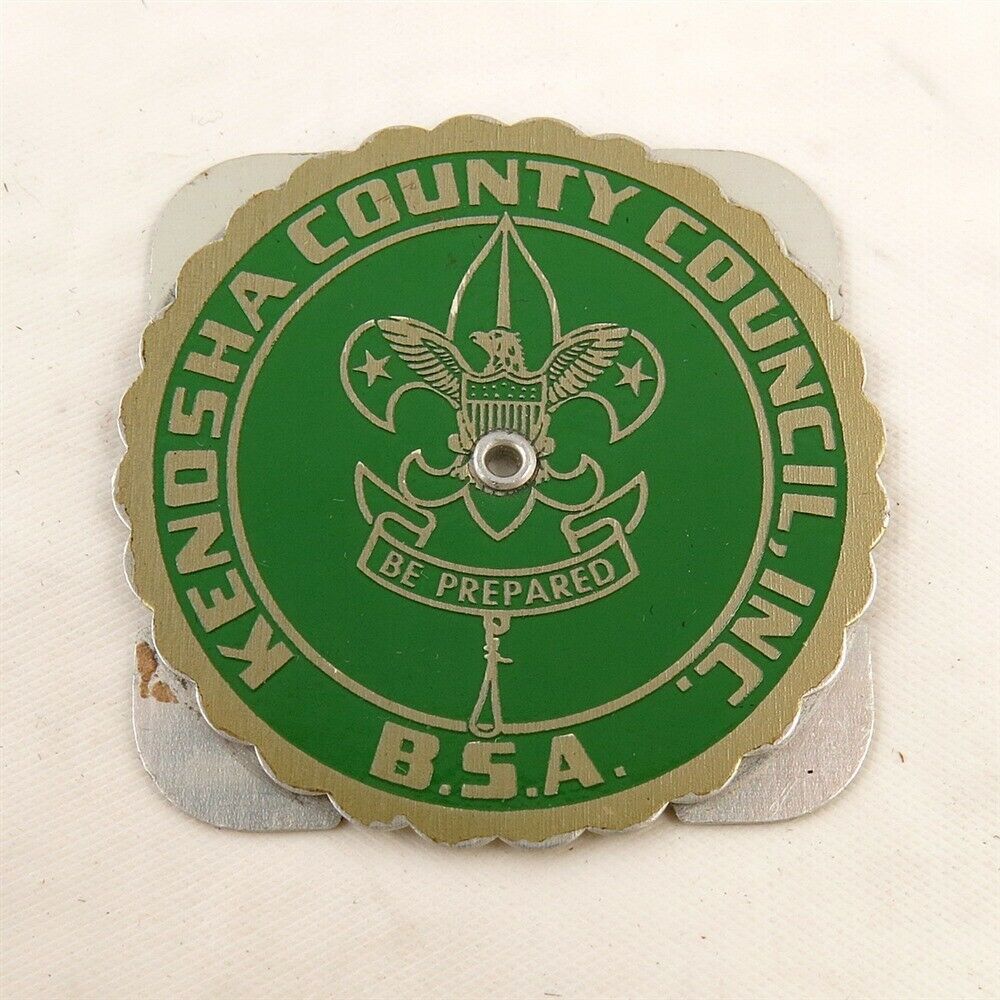 KENOSHA COUNTY COUNCIL, INC.
BE PREPARED
B.S.A.